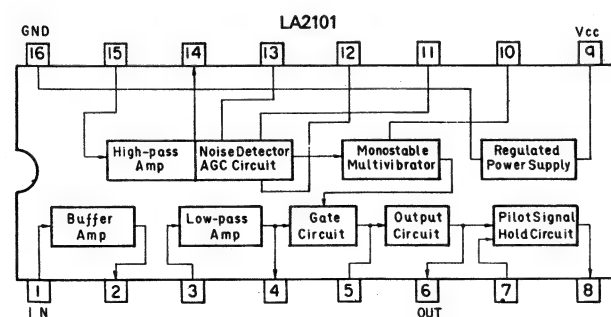 LA2101
GND
Vcc
16 15 14 13 12 11 10 9
High-pass
Amp
Noise Detector
AGC Circuit
Monostable
Multivibrator
Regulated
Power Supply
Buffer
Amp
Low-pass
Amp
Gate
Circuit
Output
Circuit
Pilot Signal
Hold Circuit
1 2 3 4 5 6 7 8
IN
OUT